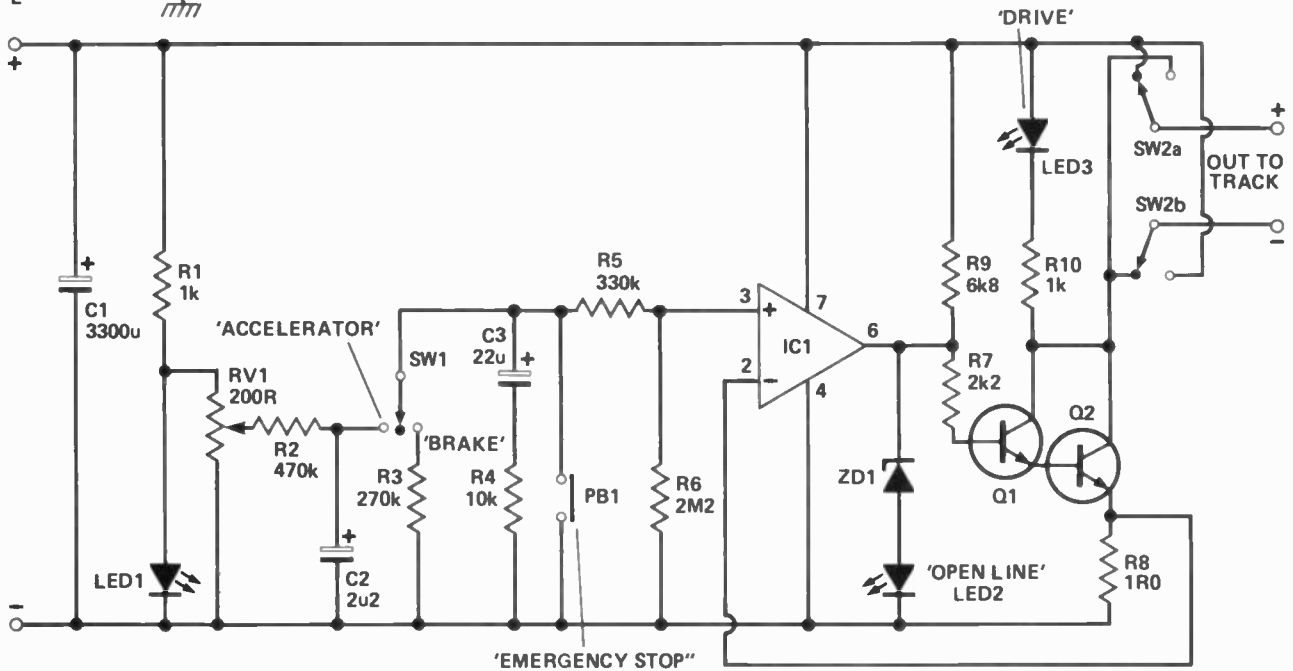 'DRIVE'
+
SW2a
+
OUT TO
TRACK
SW2b
-
LED3
R9
6k8
R10
1k
R1
1k
+
C1
3300u
'ACCELERATOR'
RV1
200R
R2
470k
SW1
'BRAKE'
R3
270k
C3
22u
+
R4
10k
R5
330k
PB1
R6
2M2
3
+
2
-
IC1
7
4
6
R7
2k2
Q1
Q2
ZD1
'OPEN LINE'
LED2
R8
1R0
LED1
+
C2
2u2
-
'EMERGENCY STOP"